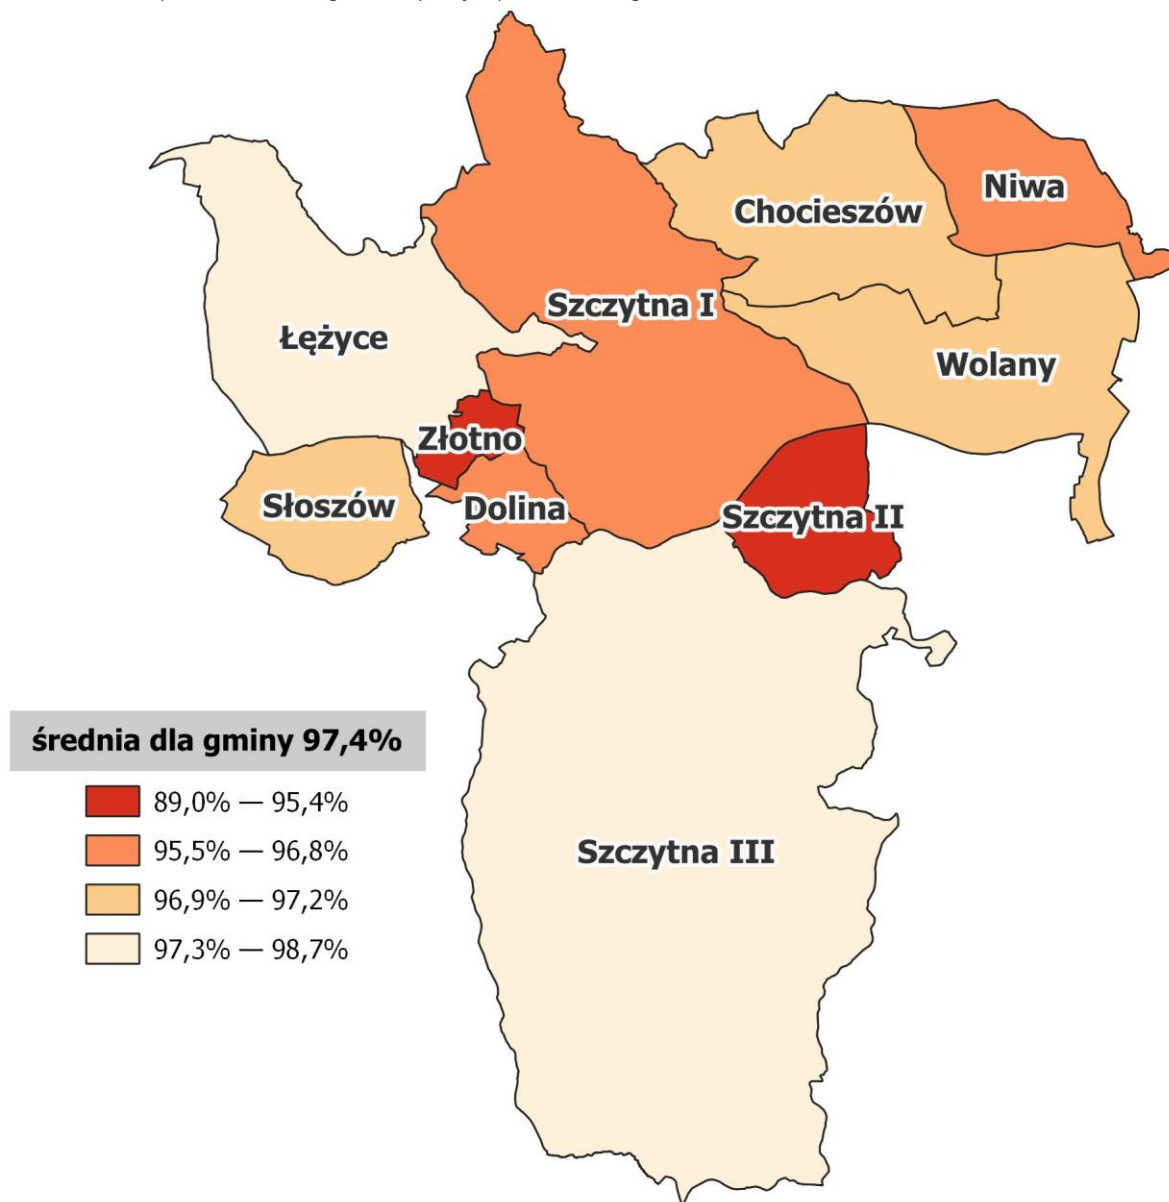 Niwa
Chocieszów
Szczytna I
Łężyce
Wolany
Złotno
Słoszów
Dolina
Szczytna II
średnia dla gminy 97,4%
89,0% — 95,4%
95,5% — 96,8%
96,9% — 97,2%
97,3% — 98,7%
Szczytna III